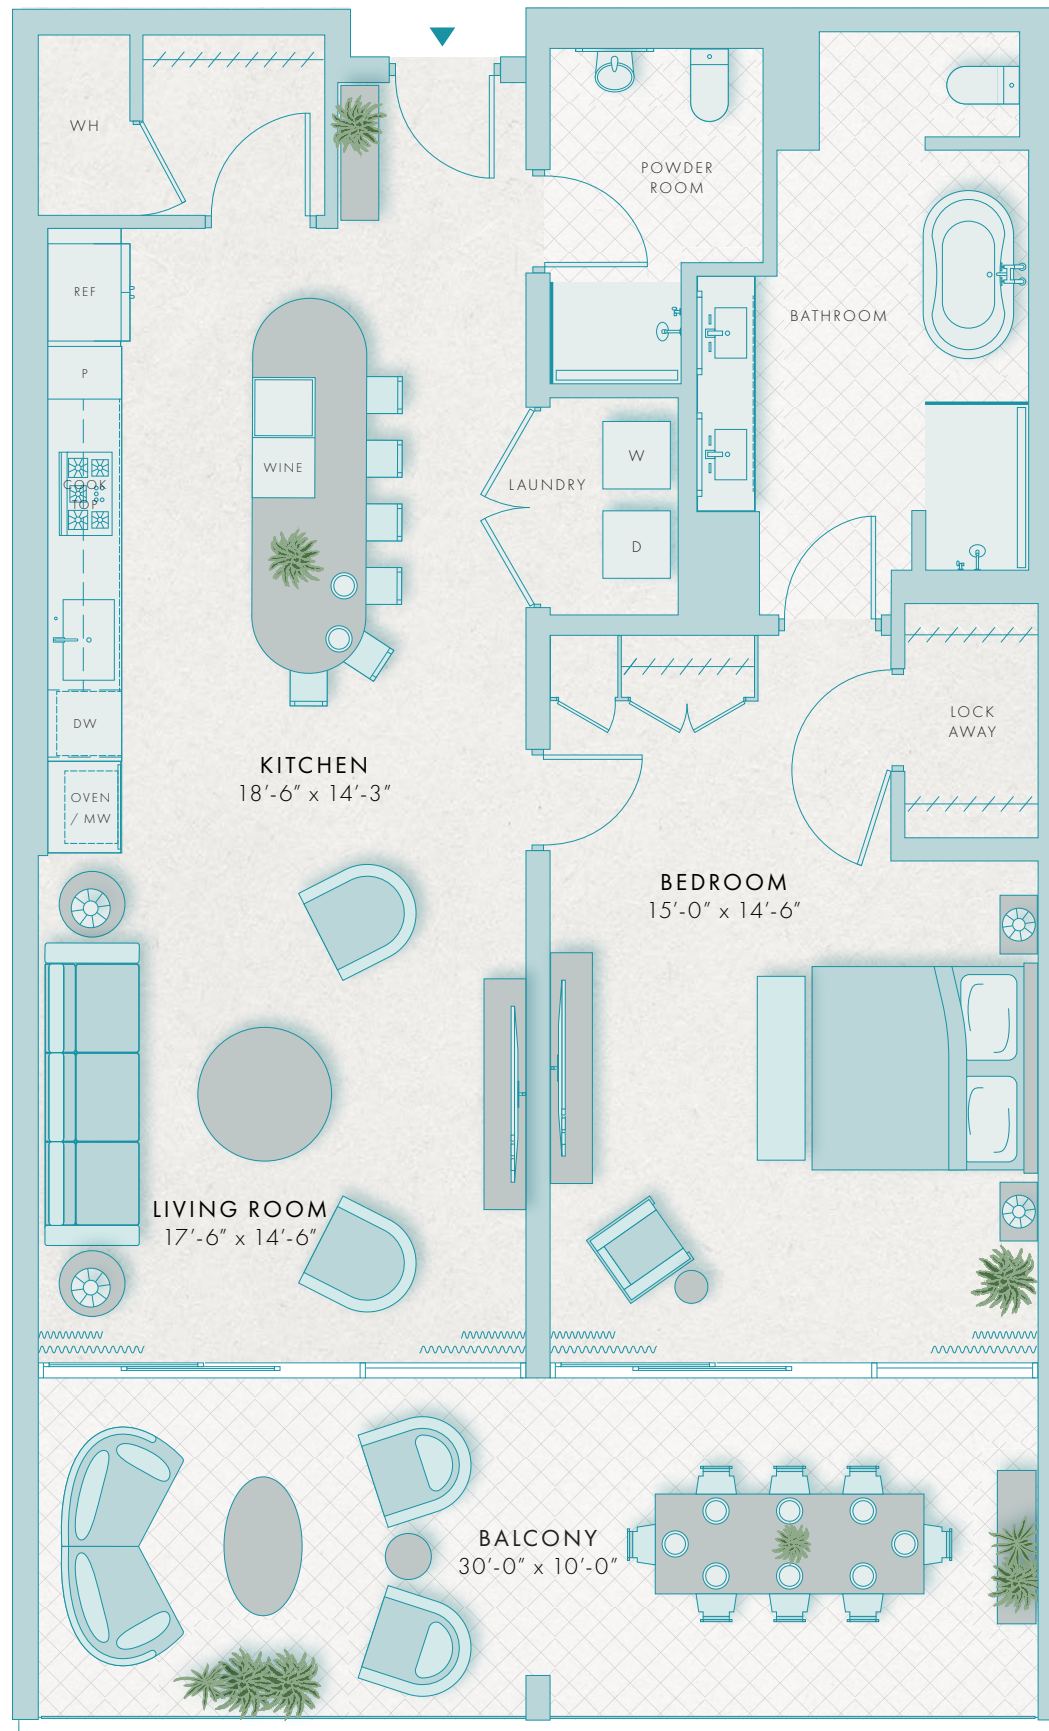 WH
POWDER
ROOM
REF
BATHROOM
P
WINE
COOK
TOP
LAUNDRY
W
D
DW
LOCK
AWAY
KITCHEN
18'-6" x 14'-3"
OVEN
/ MW
BEDROOM
15'-0" x 14'-6"
LIVING ROOM
17'-6" x 14'-6"
BALCONY
30'-0" x 10'-0"